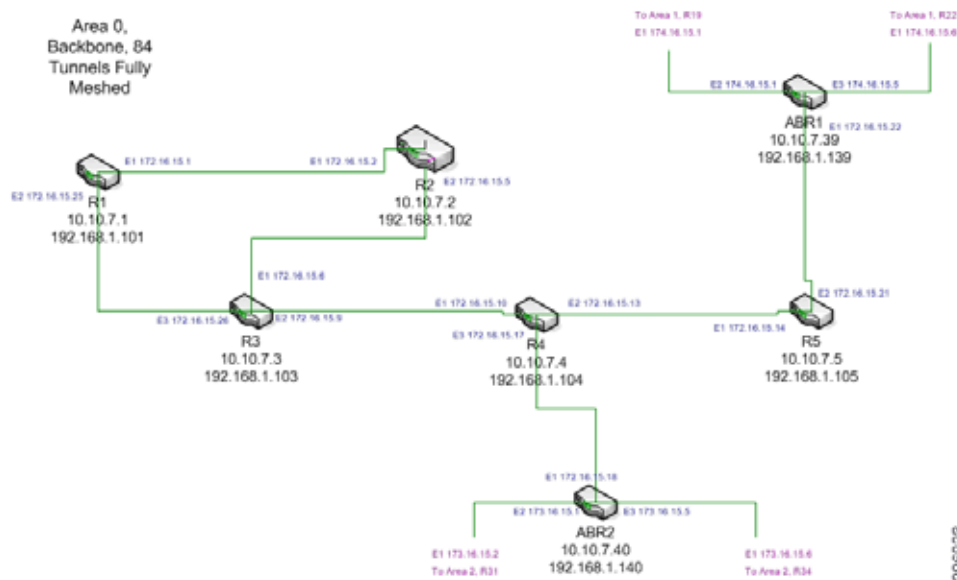 Area 0,
Backbone, 84
Tunnels Fully
Meshed
To Area 1, R19
E1 174.16.15.1
To Area 1, R22
E1 174.16.15.6
E2 174.16.15.1
E3 174.16.15.5
ABR1
E1 172.16.15.22
10.10.7.39
192.168.1.139
E1 172.16.15.1
E1 172.16.15.2
R2
E2 172.16.15.5
10.10.7.2
192.168.1.102
E2 172.16.15.25
R1
10.10.7.1
192.168.1.101
E1 172.16.15.6
E3 172.16.15.26
E2 172.16.15.9
R3
10.10.7.3
192.168.1.103
E1 172.16.15.10
E2 172.16.15.13
E3 172.16.15.17
R4
10.10.7.4
192.168.1.104
E2 172.16.15.21
E1 172.16.15.14
R5
10.10.7.5
192.168.1.105
E1 172.16.15.18
E2 173.16.15.1
E3 173.16.15.5
ABR2
10.10.7.40
192.168.1.140
E1 173.16.15.2
To Area 2, R31
E1 173.16.15.6
To Area 2, R34